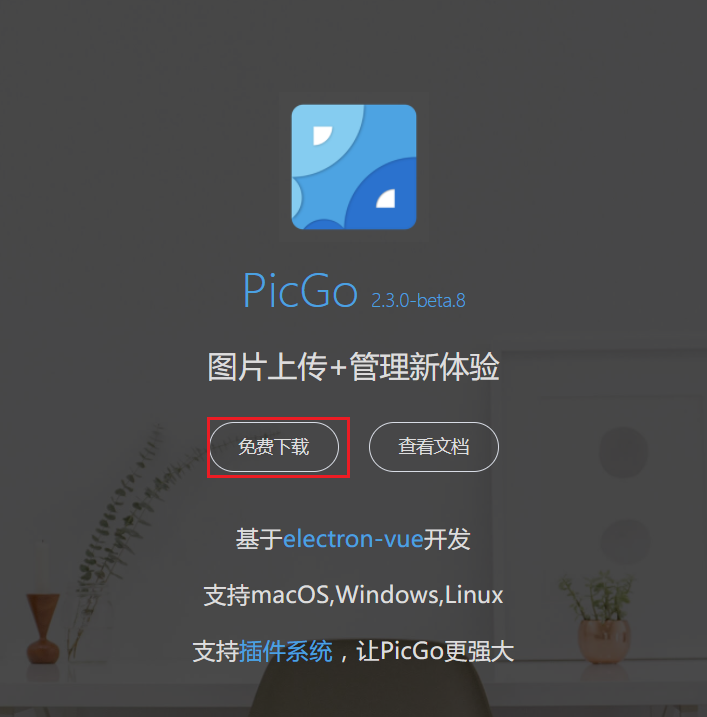 PicGo 2.3.0-beta.8
图片上传+管理新体验
免费下载 查看文档
基于electron-vue开发
支持macOS,Windows,Linux
支持插件系统，让PicGo更强大